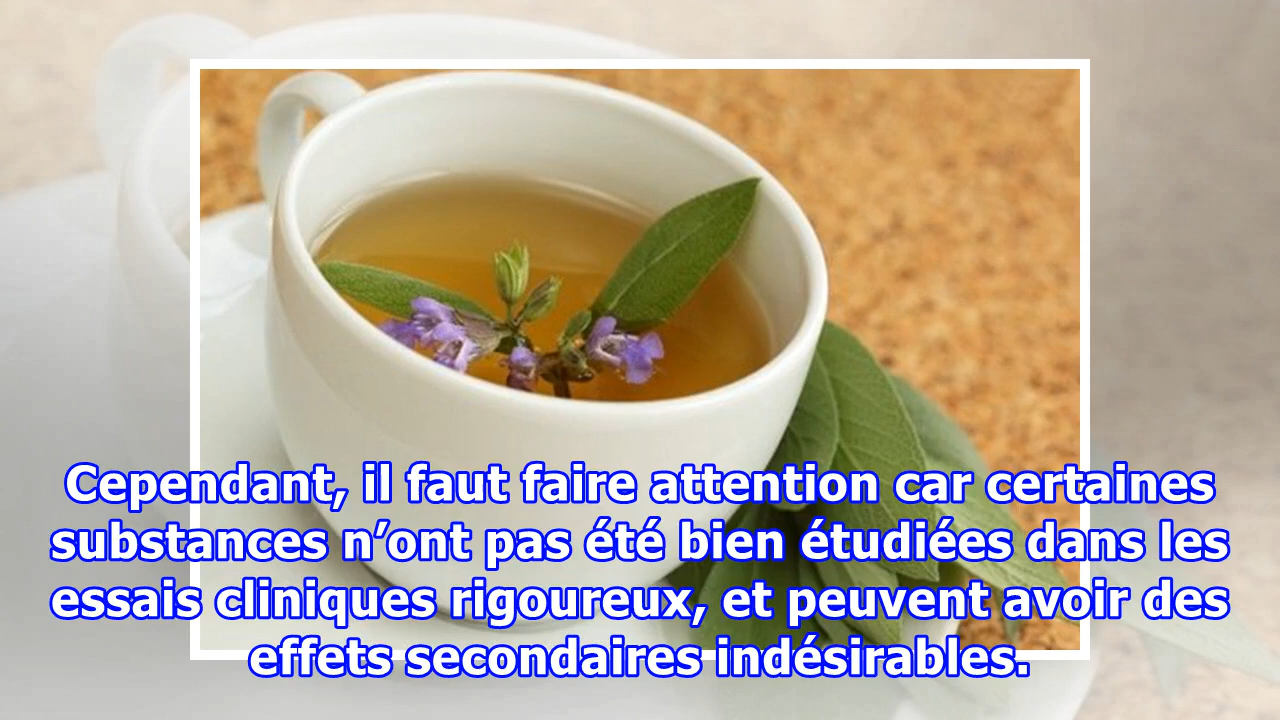 Cependant, il faut faire attention car certaines
substances n’ont pas été bien étudiées dans les
essais cliniques rigoureux, et peuvent avoir des
effets secondaires indésirables.